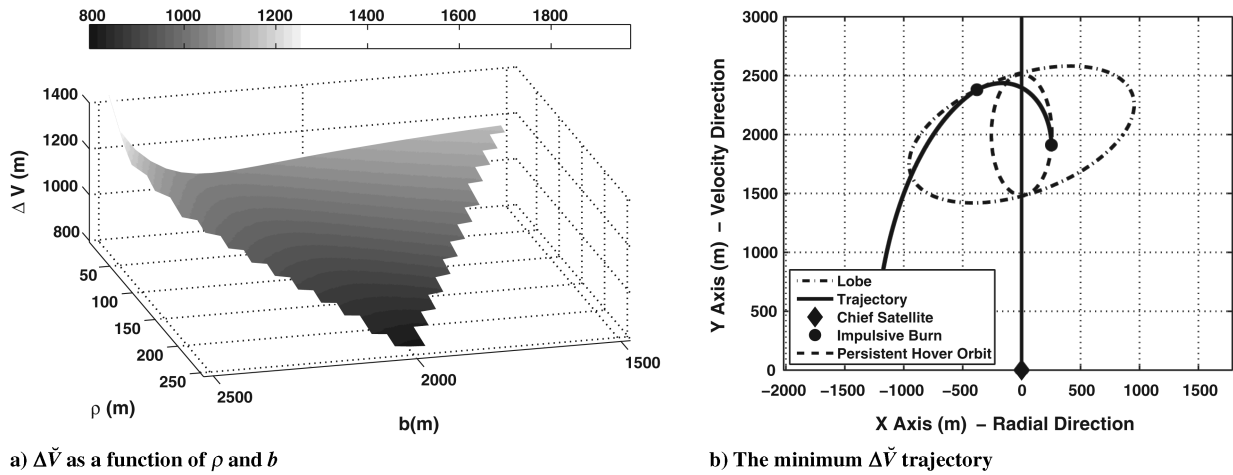 800 1000 1200 1400 1600 1800
1400
1200
1000
800
Δ V (m)
50
100
150
200
250
ρ (m)
2500
2000
1500
b(m)
a) ΔV̆ as a function of ρ and b
3000
2500
2000
1500
1000
500
0
Y Axis (m) − Velocity Direction
Lobe
Trajectory
Chief Satellite
Impulsive Burn
Persistent Hover Orbit
−2000 −1500 −1000 −500 0 500 1000 1500
X Axis (m) − Radial Direction
b) The minimum ΔV̆ trajectory